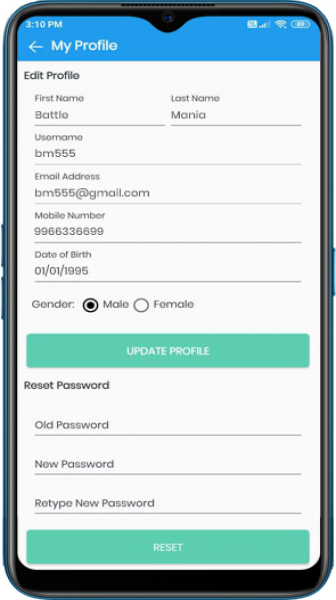 3:10 PM
My Profile
Edit Profile
First Name Last Name
Battle Mania
Username
bm555
Email Address
bm555@gmail.com
Mobile Number
9966336699
Date of Birth
01/01/1995
Gender: Male Female
UPDATE PROFILE
Reset Password
Old Password
New Password
Retype New Password
RESET